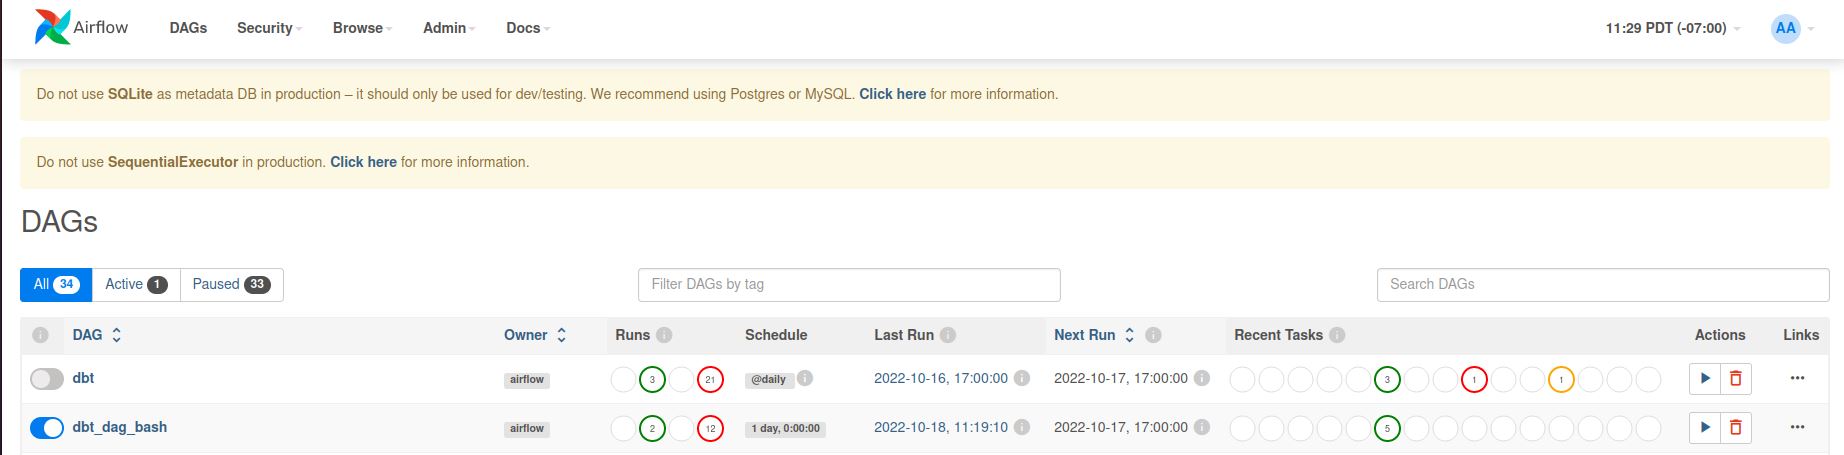 Airflow DAGs Security Browse Admin Docs 11:29 PDT (-07:00) AA
Do not use SQLite as metadata DB in production – it should only be used for dev/testing. We recommend using Postgres or MySQL. Click here for more information.
Do not use SequentialExecutor in production. Click here for more information.
DAGs
All 34 Active 1 Paused 33 Filter DAGs by tag Search DAGs
i DAG Owner Runs i Schedule Last Run i Next Run i Recent Tasks i Actions Links
dbt airflow 3 21 @daily i 2022-10-16, 17:00:00 i 2022-10-17, 17:00:00 i 3 1 1 ...
dbt_dag_bash airflow 2 12 1 day, 0:00:00 2022-10-18, 11:19:10 i 2022-10-17, 17:00:00 i 5 ...